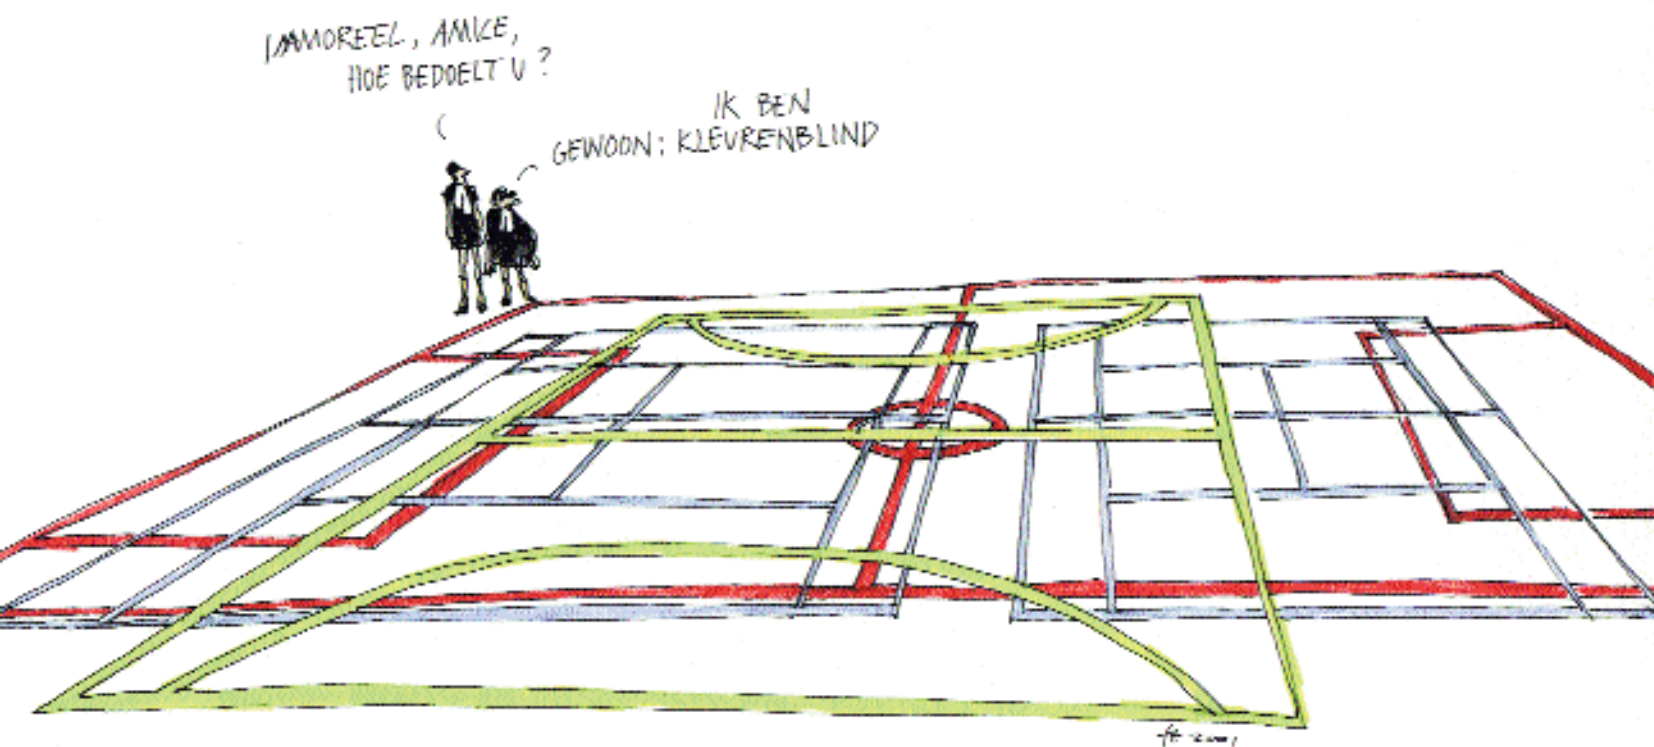 IMMOREEL, AMICE,
HOE BEDOELT U?
IK BEN
GEWOON: KLEURENBLIND